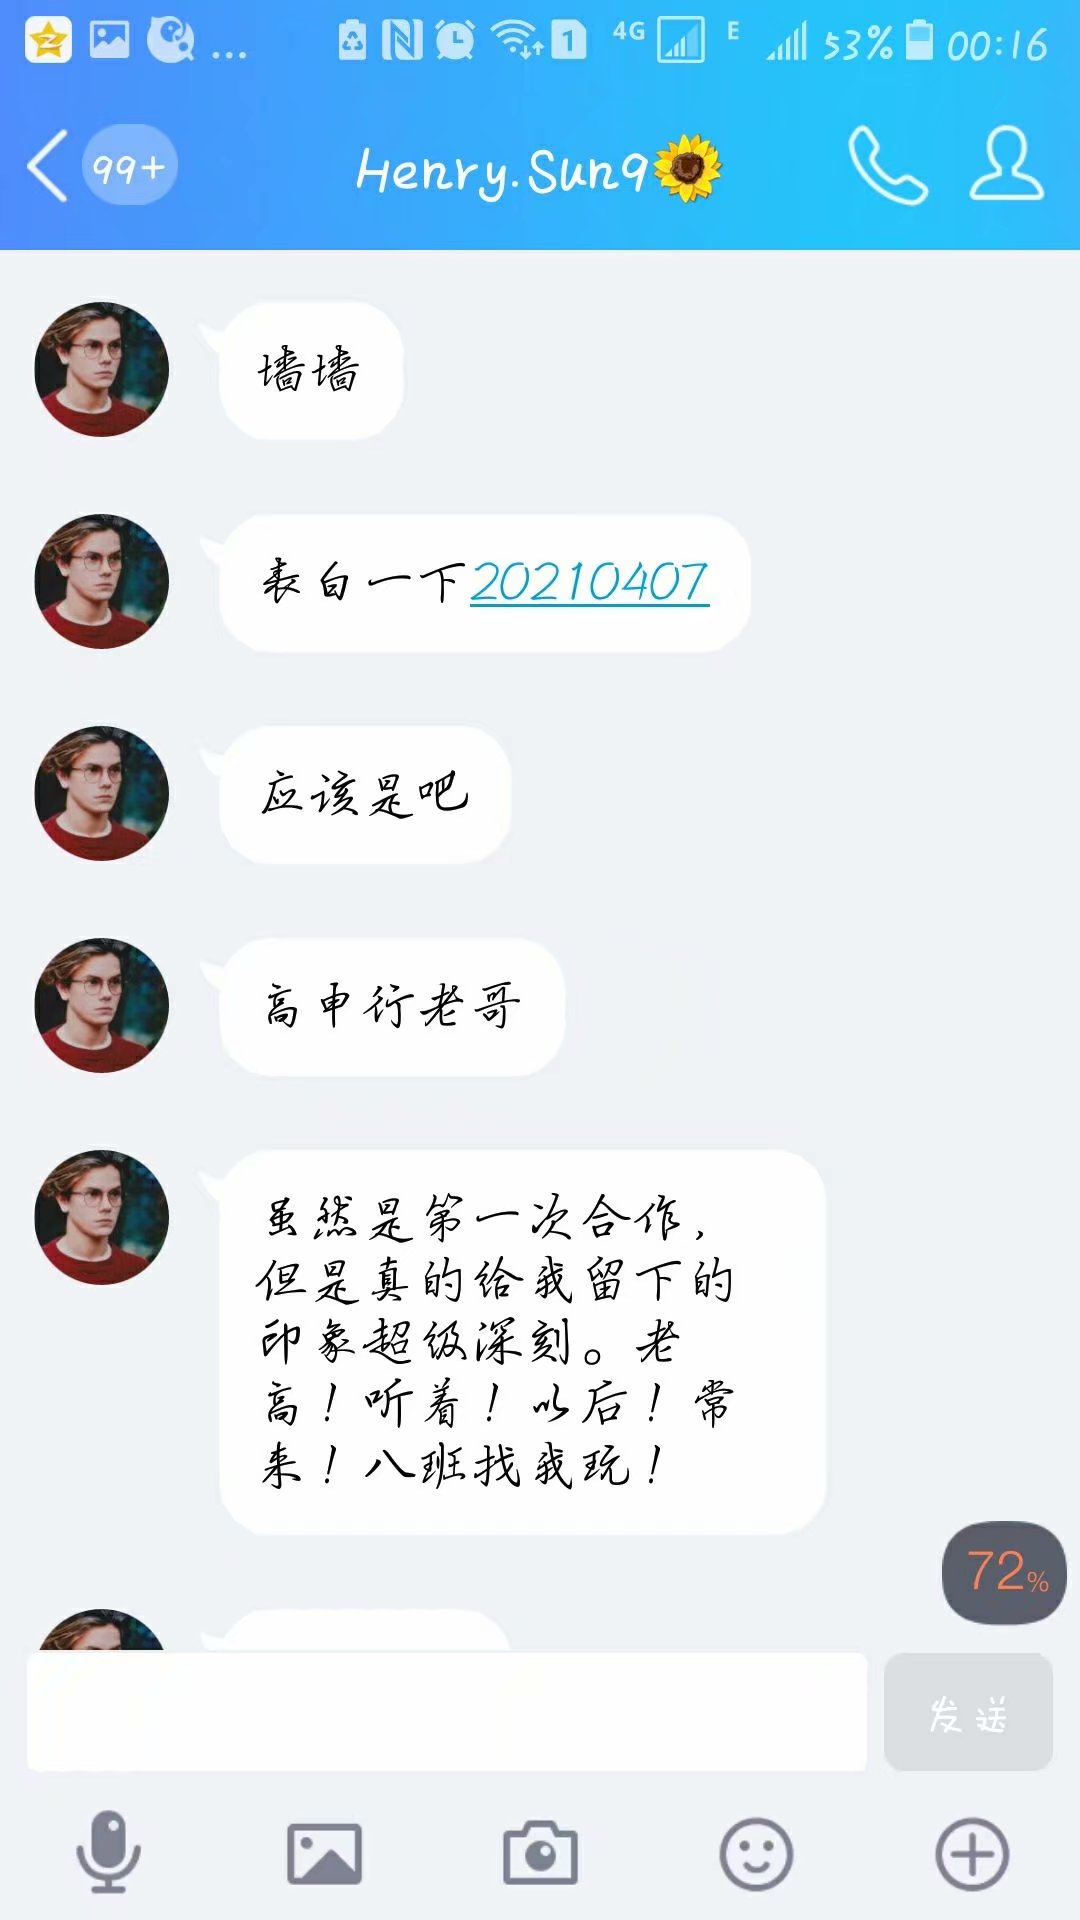 1 4G E 53% 00:16
99+ Henry.Sung
墙墙
表白一下20210407
应该是吧
高申行老哥
虽然是第一次合作，
但是真的给我留下的
印象超级深刻。老
高！听着！以后！常
来！八班找我玩！
72%
发送